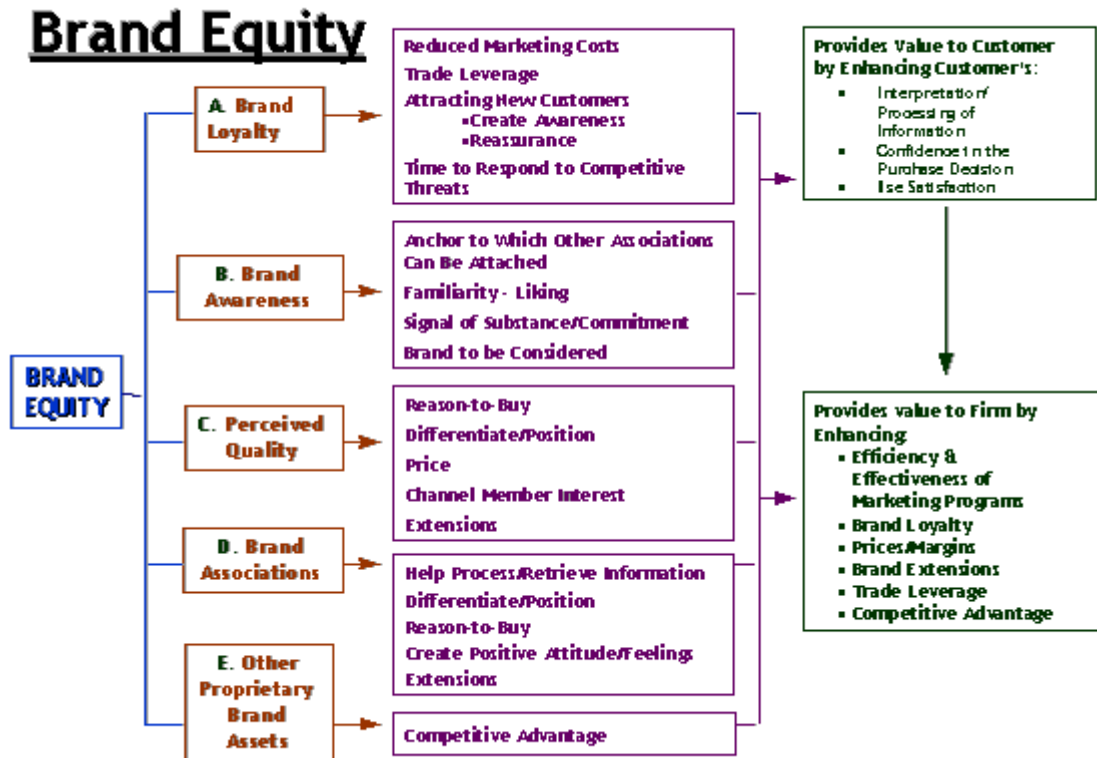 Brand Equity
BRAND
EQUITY
A. Brand
Loyalty
Reduced Marketing Costs
Trade Leverage
Attracting New Customers
•Create Awareness
•Reassurance
Time to Respond to Competitive
Threats
B. Brand
Awareness
Anchor to Which Other Associations
Can Be Attached
Familiarity - Liking
Signal of Substance/Commitment
Brand to be Considered
C. Perceived
Quality
Reason-to-Buy
Differentiate/Position
Price
Channel Member Interest
Extensions
D. Brand
Associations
Help Process/Retrieve Information
Differentiate/Position
Reason-to-Buy
Create Positive Attitude/Feelings
Extensions
E. Other
Proprietary
Brand
Assets
Competitive Advantage
Provides Value to Customer
by Enhancing Customer's:
• Interpretation/
Processing of
Information
• Confidence in the
Purchase Decision
• Use Satisfaction
Provides value to Firm by
Enhancing:
• Efficiency &
Effectiveness of
Marketing Programs
• Brand Loyalty
• Prices/Margins
• Brand Extensions
• Trade Leverage
• Competitive Advantage